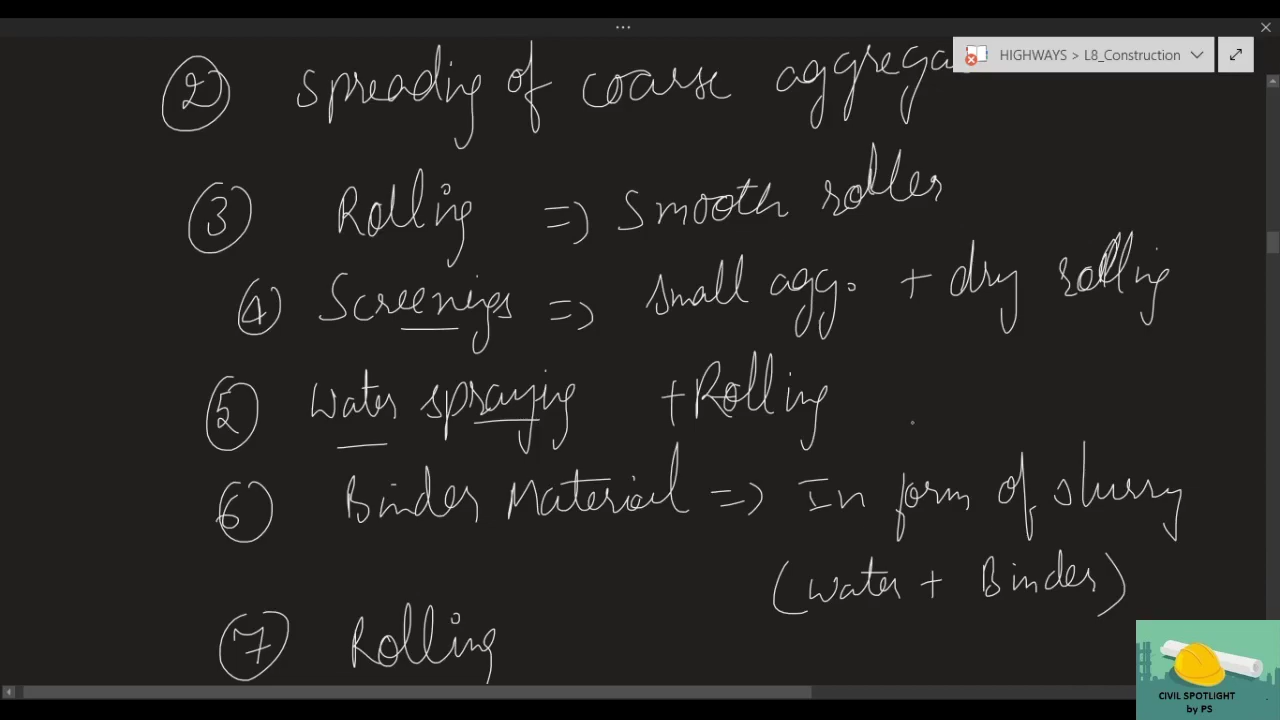 HIGHWAYS > L8_Construction
② Spreading of coarse aggrega
③ Rolling => Smooth roller
④ Screenings => small agg. + dry rolling
⑤ Water spraying + Rolling
⑥ Binder Material => In form of slurry
(water + Binder)
⑦ Rolling
CIVIL SPOTLIGHT
by PS